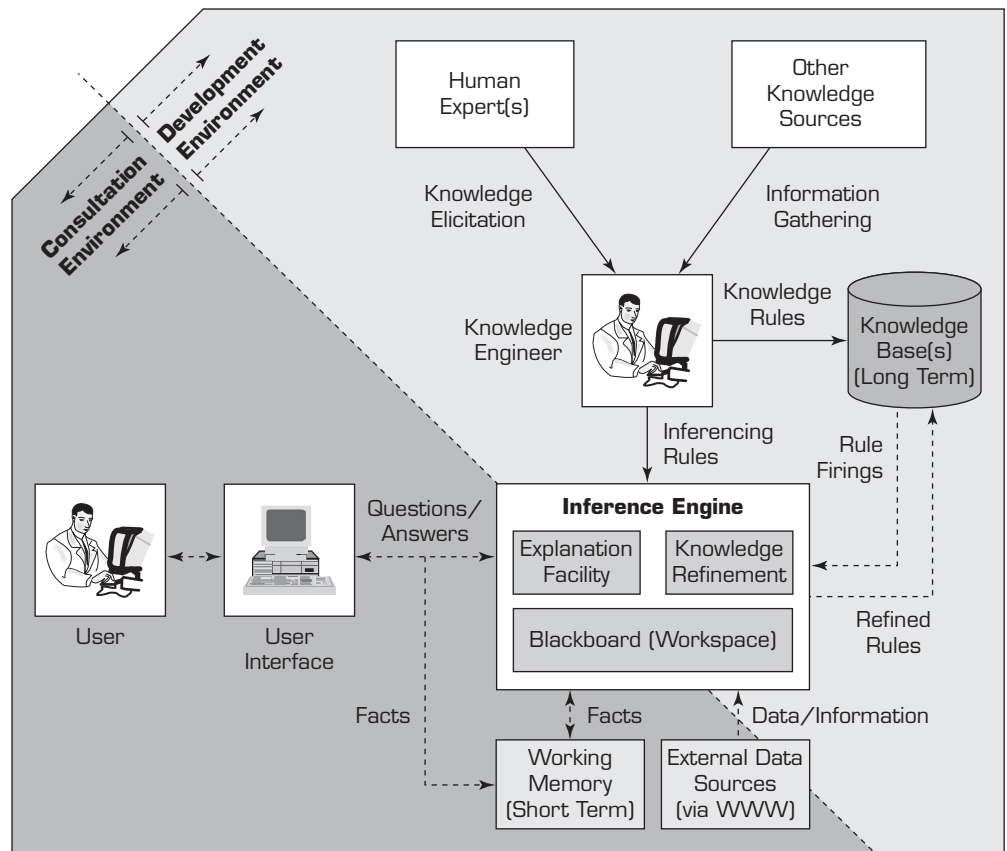 Development
Environment
Consultation
Environment
Human
Expert(s)
Other
Knowledge
Sources
Knowledge
Elicitation
Information
Gathering
Knowledge
Engineer
Knowledge
Rules
Knowledge
Base(s)
(Long Term)
Inferencing
Rules
Rule
Firings
Inference Engine
Explanation
Facility
Knowledge
Refinement
Blackboard (Workspace)
Questions/
Answers
User
User
Interface
Refined
Rules
Facts
Facts
Data/Information
Working
Memory
(Short Term)
External Data
Sources
(via WWW)